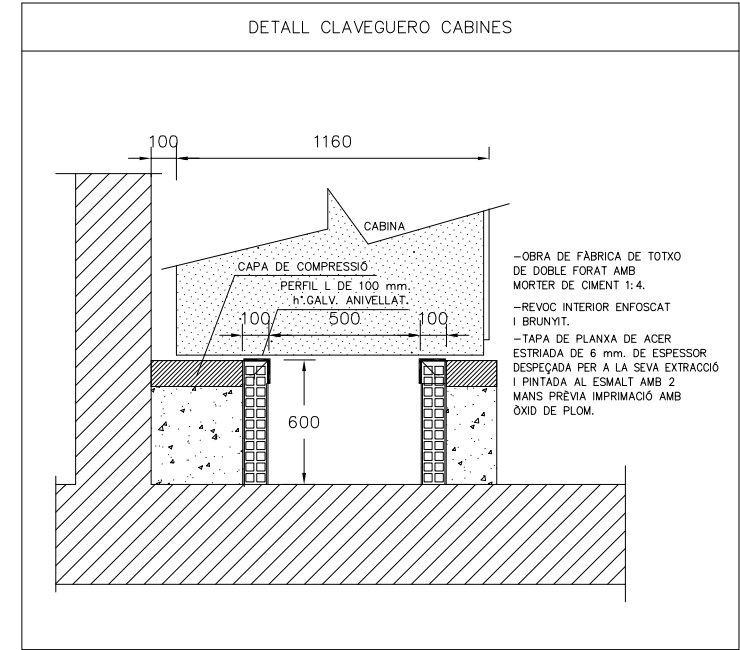 DETALL CLAVEGUERO CABINES
100 1160
CABINA
CAPA DE COMPRESSIÓ
PERFIL L DE 100 mm.
hº.GALV. ANIVELLAT.
100 500 100
600
-OBRA DE FÀBRICA DE TOTXO
DE DOBLE FORAT AMB
MORTER DE CIMENT 1:4.
-REVOC INTERIOR ENFOSCAT
I BRUNYIT.
-TAPA DE PLANXA DE ACER
ESTRIADA DE 6 mm. DE ESPESSOR
DESPEÇADA PER A LA SEVA EXTRACCIÓ
I PINTADA AL ESMALT AMB 2
MANS PRÈVIA IMPRIMACIÓ AMB
ÒXID DE PLOM.